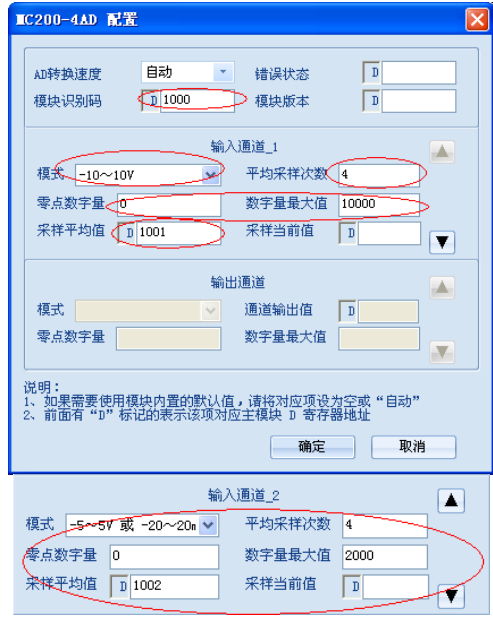 MC200-4AD 配置
AD转换速度 自动 错误状态 D
模块识别码 D 1000 模块版本 D
输入通道_1
模式 -10～10V 平均采样次数 4
零点数字量 0 数字量最大值 10000
采样平均值 D 1001 采样当前值 D
输出通道
模式 通道输出值 D
零点数字量 数字量最大值
说明：
1、如果需要使用模块内置的默认值，请将对应项设为空或“自动”
2、前面有“D”标记的表示该项对应主模块 D 寄存器地址
确定 取消
输入通道_2
模式 -5～5V 或 -20～20m 平均采样次数 4
零点数字量 0 数字量最大值 2000
采样平均值 D 1002 采样当前值 D